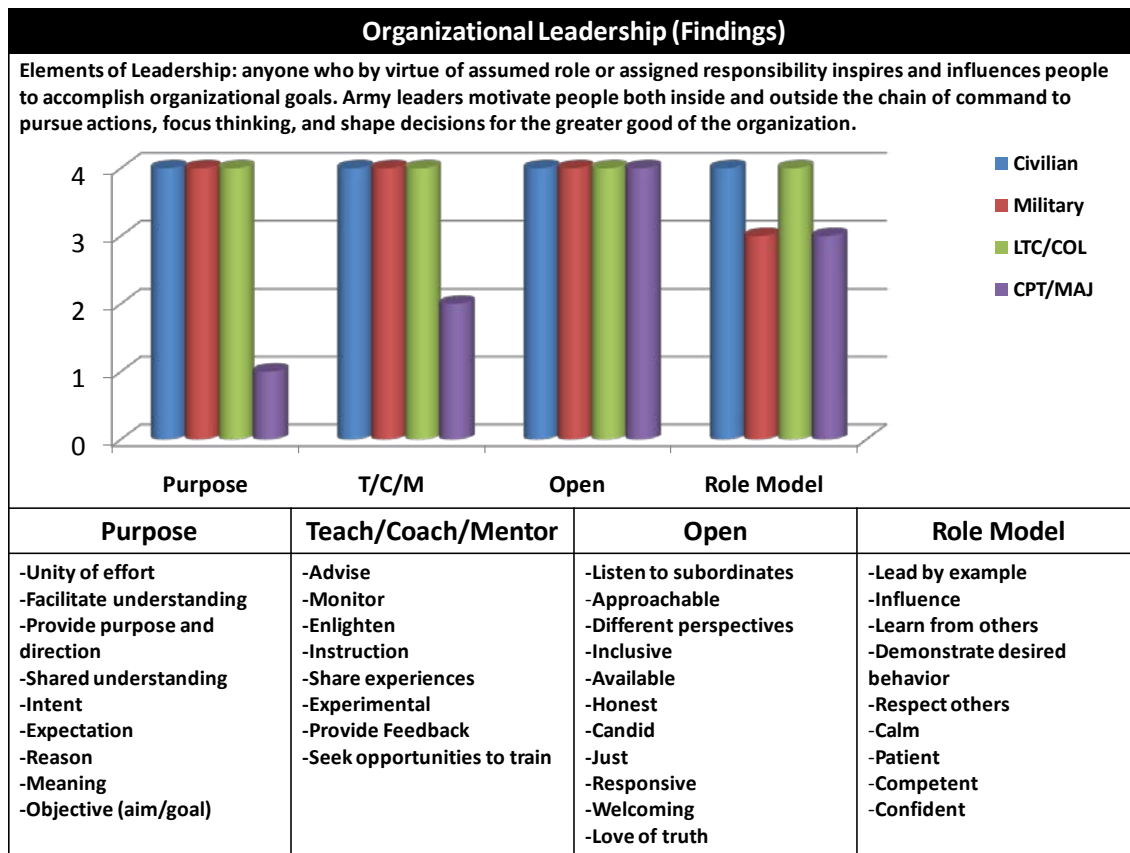 Organizational Leadership (Findings)
Elements of Leadership: anyone who by virtue of assumed role or assigned responsibility inspires and influences people
to accomplish organizational goals. Army leaders motivate people both inside and outside the chain of command to
pursue actions, focus thinking, and shape decisions for the greater good of the organization.
4
3
2
1
0
Purpose
T/C/M
Open
Role Model
Civilian
Military
LTC/COL
CPT/MAJ
Purpose
-Unity of effort
-Facilitate understanding
-Provide purpose and
direction
-Shared understanding
-Intent
-Expectation
-Reason
-Meaning
-Objective (aim/goal)
Teach/Coach/Mentor
-Advise
-Monitor
-Enlighten
-Instruction
-Share experiences
-Experimental
-Provide Feedback
-Seek opportunities to train
Open
-Listen to subordinates
-Approachable
-Different perspectives
-Inclusive
-Available
-Honest
-Candid
-Just
-Responsive
-Welcoming
-Love of truth
Role Model
-Lead by example
-Influence
-Learn from others
-Demonstrate desired
behavior
-Respect others
-Calm
-Patient
-Competent
-Confident